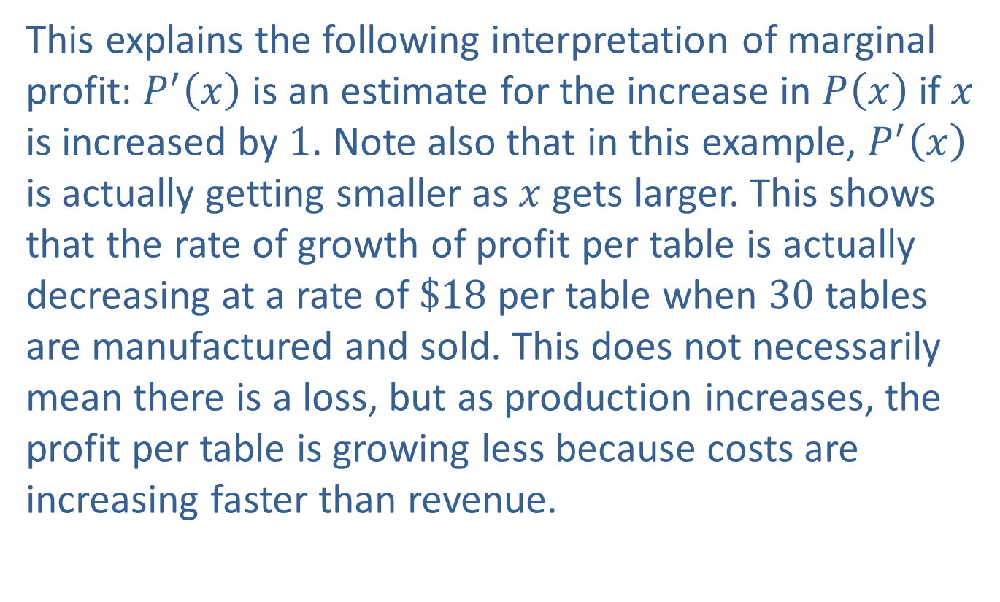 This explains the following interpretation of marginal
profit: P′(x) is an estimate for the increase in P(x) if x
is increased by 1. Note also that in this example, P′(x)
is actually getting smaller as x gets larger. This shows
that the rate of growth of profit per table is actually
decreasing at a rate of $18 per table when 30 tables
are manufactured and sold. This does not necessarily
mean there is a loss, but as production increases, the
profit per table is growing less because costs are
increasing faster than revenue.